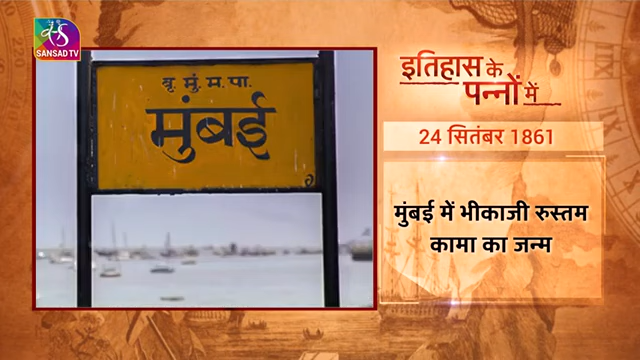 SANSAD TV
बृ. मुं. म. पा.
मुंबई
इतिहास के
पन्नों में
24 सितंबर 1861
मुंबई में भीकाजी रुस्तम
कामा का जन्म